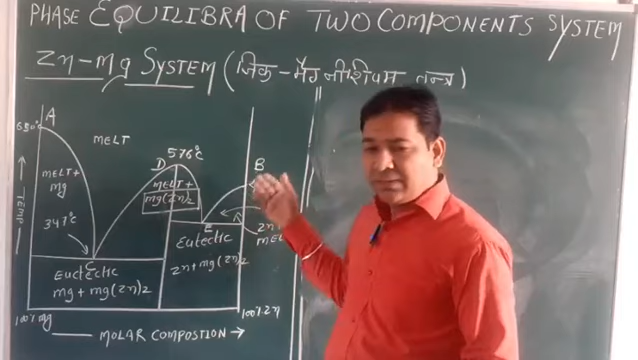 PHASE EQUILIBRA OF TWO COMPONENTS SYSTEM
Zn-Mg SYSTEM (जिंक-मैग्नीशियम तन्त्र)
A
650°C
MELT
576°C
D
B
MELT+
Mg
MELT+
Mg(Zn)2
347°C
TEMP
C
E
Zn
MEL
EUTECTIC
Mg+Mg(Zn)2
EUTECTIC
Zn+Mg(Zn)2
100% Mg
MOLAR COMPOSTION
100% Zn